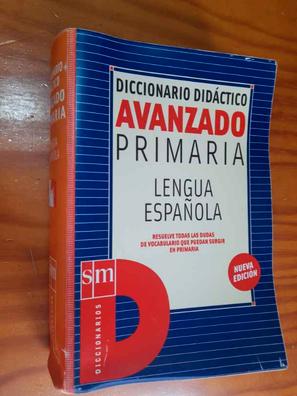 DICCIONARIO DIDÁCTICO
AVANZADO
PRIMARIA
LENGUA
ESPAÑOLA
RESUELVE TODAS LAS DUDAS
DE VOCABULARIO QUE PUEDAN SURGIR
EN PRIMARIA
NUEVA
EDICIÓN
sm
DICCIONARIOS